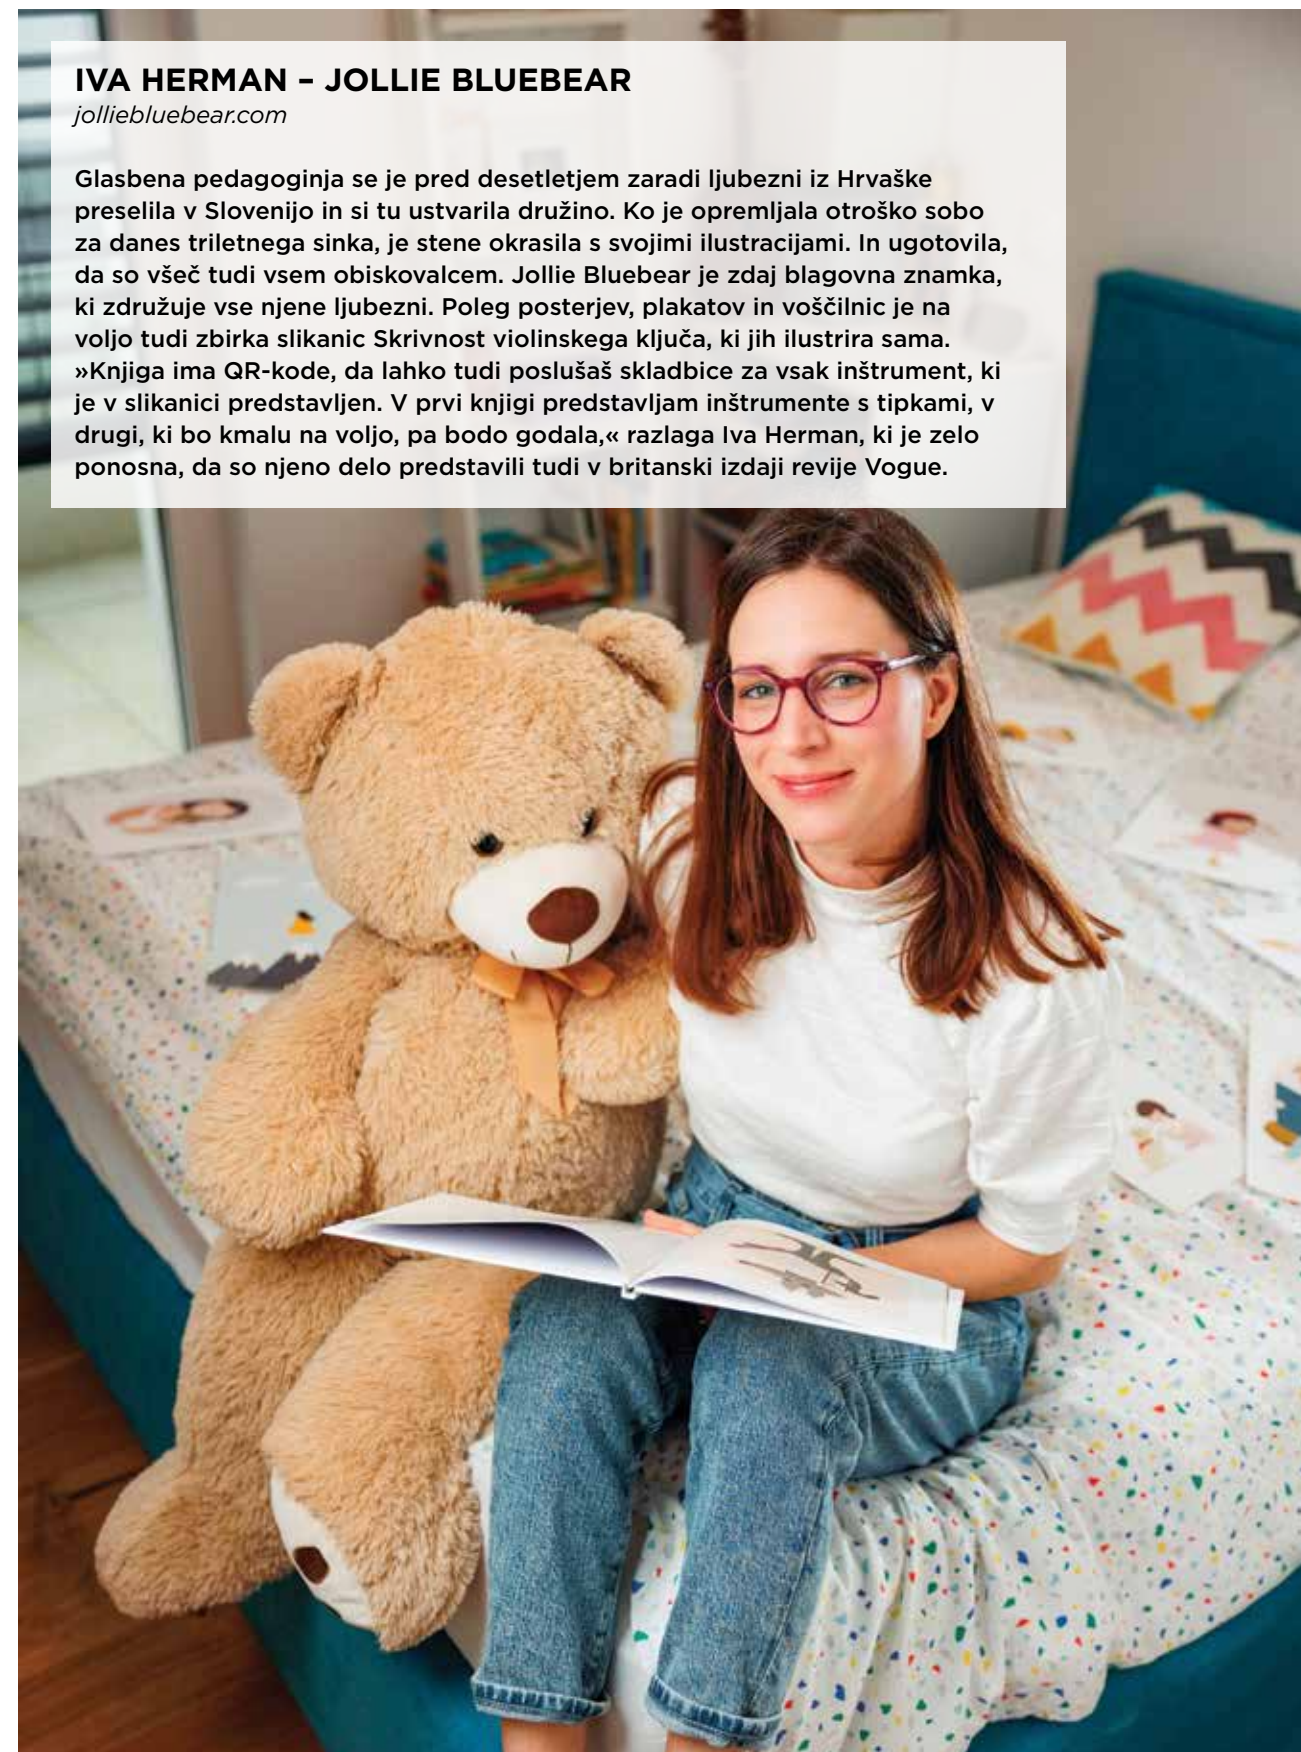 IVA HERMAN – JOLLIE BLUEBEAR
jolliebluebear.com
Glasbena pedagoginja se je pred desetletjem zaradi ljubezni iz Hrvaške
preselila v Slovenijo in si tu ustvarila družino. Ko je opremljala otroško sobo
za danes triletnega sinka, je stene okrasila s svojimi ilustracijami. In ugotovila,
da so všeč tudi vsem obiskovalcem. Jollie Bluebear je zdaj blagovna znamka,
ki združuje vse njene ljubezni. Poleg posterjev, plakatov in voščilnic je na
voljo tudi zbirka slikanic Skrivnost violinskega ključa, ki jih ilustrira sama.
»Knjiga ima QR-kode, da lahko tudi poslušaš skladbice za vsak inštrument, ki
je v slikanici predstavljen. V prvi knjigi predstavljam inštrumente s tipkami, v
drugi, ki bo kmalu na voljo, pa bodo godala,« razlaga Iva Herman, ki je zelo
ponosna, da so njeno delo predstavili tudi v britanski izdaji revije Vogue.